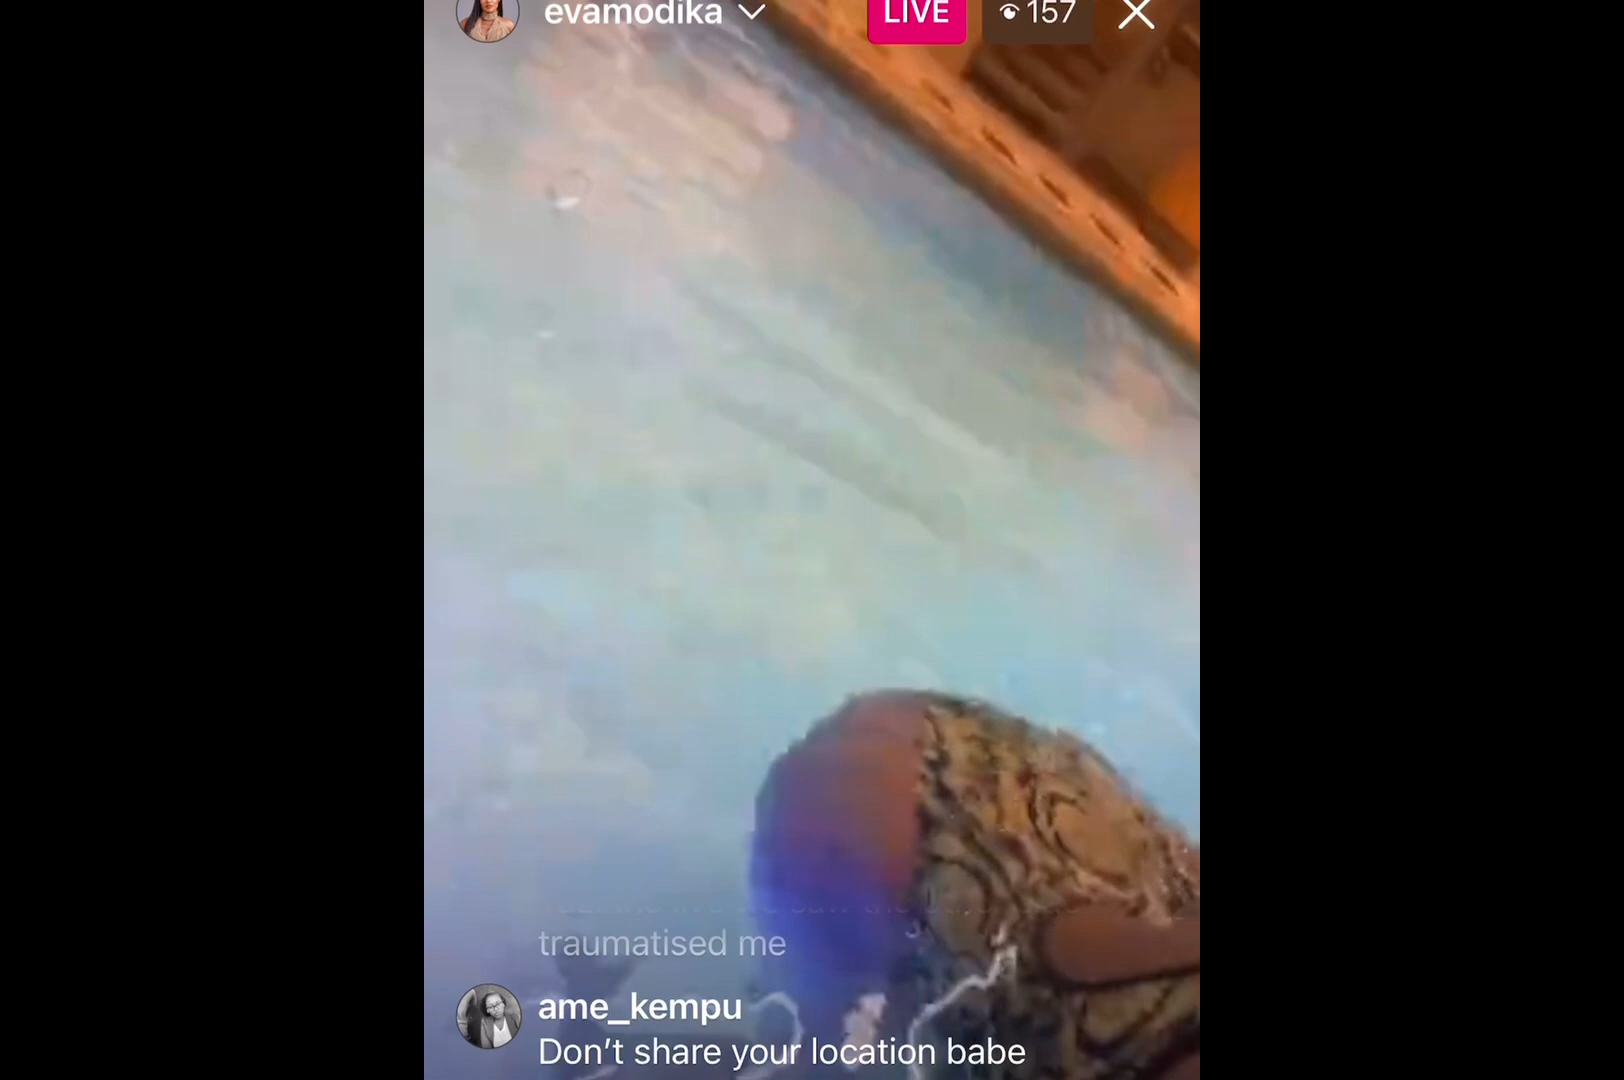 evamodika
LIVE
157
traumatised me
ame_kempu
Don't share your location babe